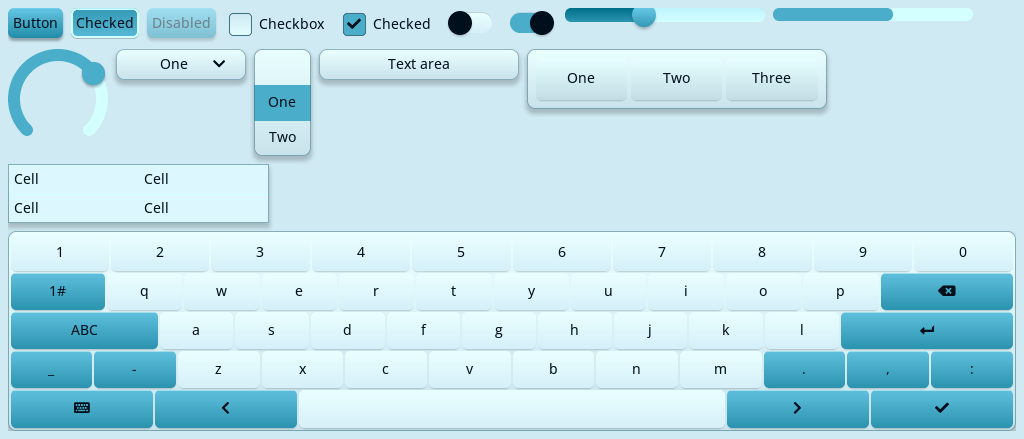 Button Checked Disabled Checkbox Checked
One One Two Text area One Two Three
Cell Cell
Cell Cell
1 2 3 4 5 6 7 8 9 0
1# q w e r t y u i o p
ABC a s d f g h j k l
_ - z x c v b n m . , :